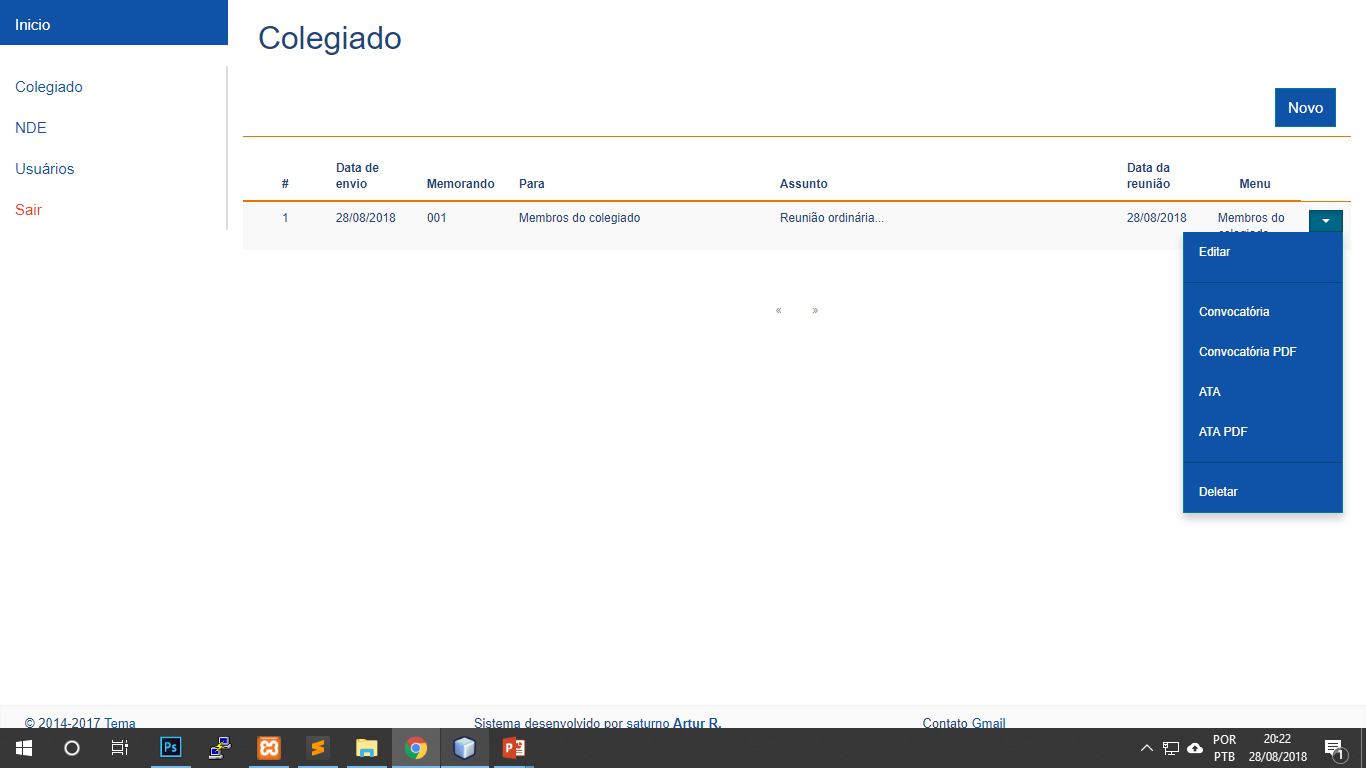 Inicio
Colegiado
NDE
Usuários
Sair
Colegiado
Novo
# Data de envio Memorando Para Assunto Data da reunião Menu
1 28/08/2018 001 Membros do colegiado Reunião ordinária... 28/08/2018 Membros do
colegiado
Editar
Convocatória
Convocatória PDF
ATA
ATA PDF
Deletar
« »
© 2014-2017 Tema Sistema desenvolvido por saturno Artur R. Contato Gmail
Ps
POR
PTB
20:22
28/08/2018
1